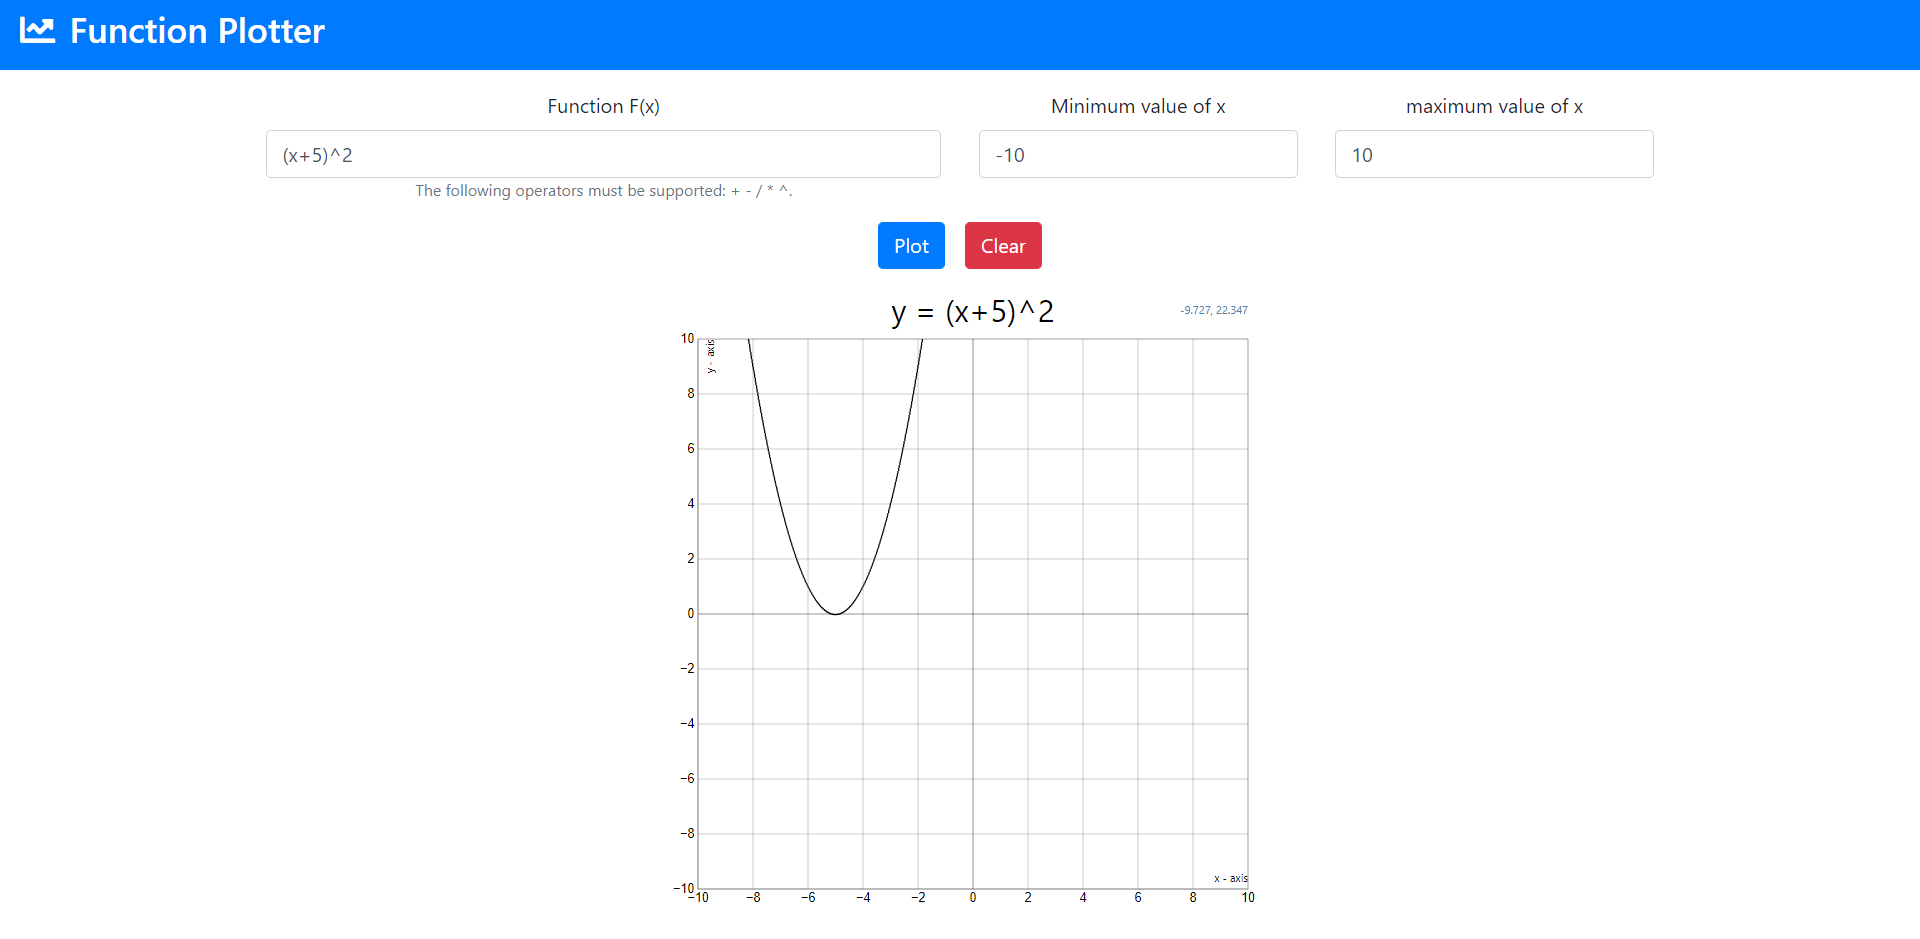 Function Plotter
Function F(x)
Minimum value of x
maximum value of x
(x+5)^2
-10
10
The following operators must be supported: + - / * ^.
Plot
Clear
y = (x+5)^2
-9.727, 22.347
y - axis
10
8
6
4
2
0
−2
−4
−6
−8
−10
x - axis
−10 −8 −6 −4 −2 0 2 4 6 8 10